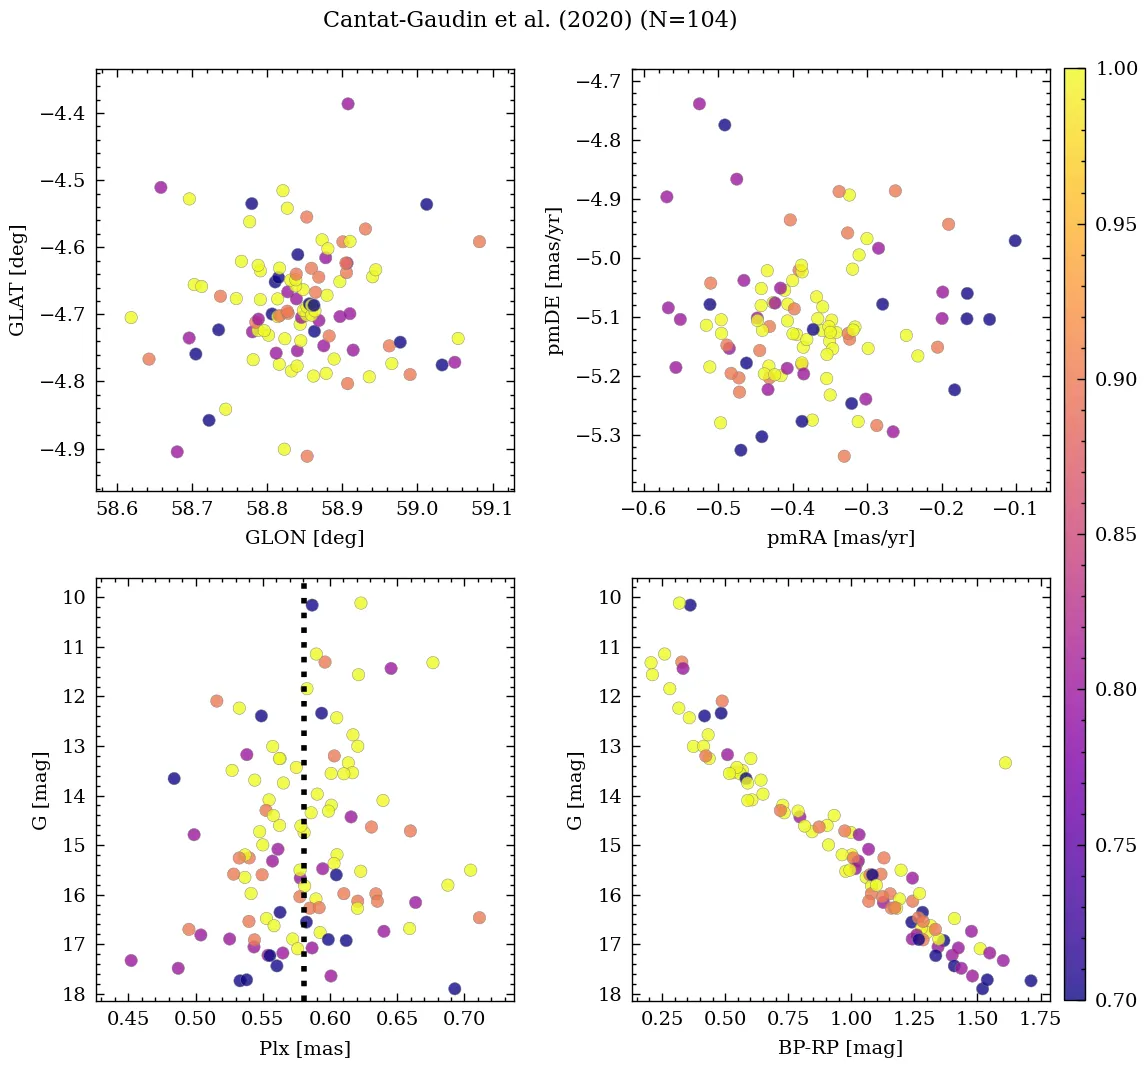 Cantat-Gaudin et al. (2020) (N=104)
−4.4
−4.5
−4.6
−4.7
−4.8
−4.9
GLAT [deg]
58.6 58.7 58.8 58.9 59.0 59.1
GLON [deg]
−4.7
−4.8
−4.9
−5.0
−5.1
−5.2
−5.3
pmDE [mas/yr]
−0.6 −0.5 −0.4 −0.3 −0.2 −0.1
pmRA [mas/yr]
10
11
12
13
14
15
16
17
18
G [mag]
0.45 0.50 0.55 0.60 0.65 0.70
Plx [mas]
10
11
12
13
14
15
16
17
18
G [mag]
0.25 0.50 0.75 1.00 1.25 1.50 1.75
BP-RP [mag]
1.00
0.95
0.90
0.85
0.80
0.75
0.70